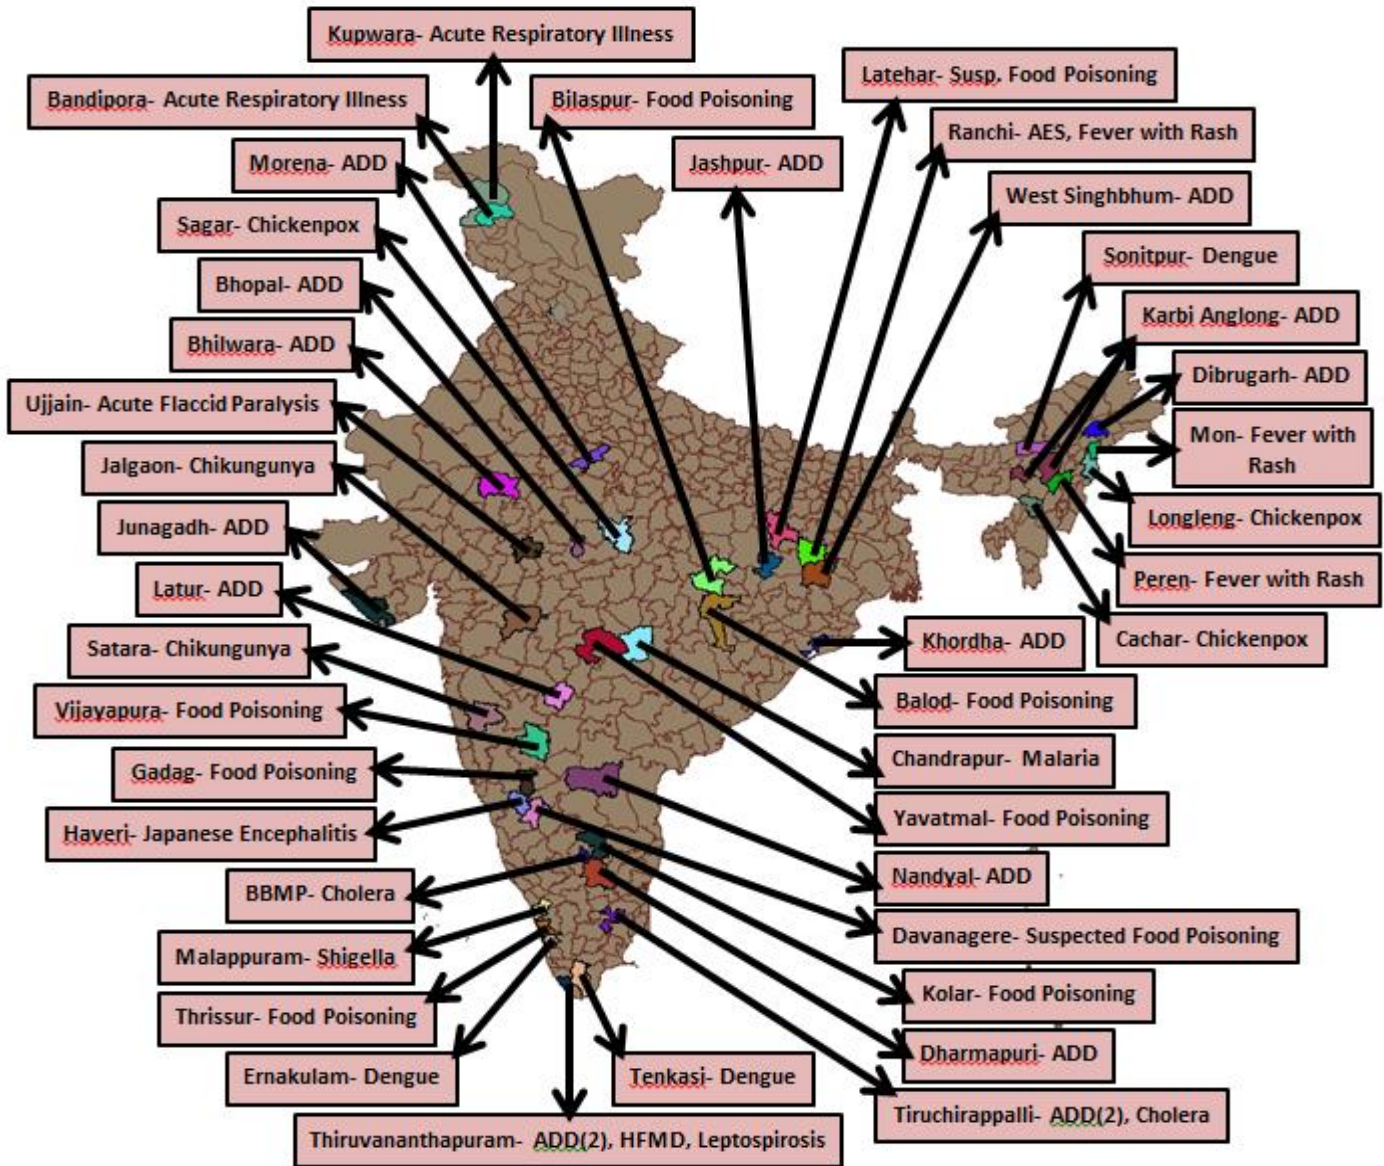 Kupwara- Acute Respiratory Illness
Bandipora- Acute Respiratory Illness
Bilaspur- Food Poisoning
Latehar- Susp. Food Poisoning
Ranchi- AES, Fever with Rash
Morena- ADD
Jashpur- ADD
West Singhbhum- ADD
Sagar- Chickenpox
Sonitpur- Dengue
Bhopal- ADD
Karbi Anglong- ADD
Bhilwara- ADD
Dibrugarh- ADD
Ujjain- Acute Flaccid Paralysis
Mon- Fever with
Rash
Jalgaon- Chikungunya
Longleng- Chickenpox
Junagadh- ADD
Peren- Fever with Rash
Latur- ADD
Cachar- Chickenpox
Satara- Chikungunya
Khordha- ADD
Vijayapura- Food Poisoning
Balod- Food Poisoning
Gadag- Food Poisoning
Chandrapur- Malaria
Haveri- Japanese Encephalitis
Yavatmal- Food Poisoning
BBMP- Cholera
Nandyal- ADD
Malappuram- Shigella
Davanagere- Suspected Food Poisoning
Thrissur- Food Poisoning
Kolar- Food Poisoning
Ernakulam- Dengue
Tenkasi- Dengue
Dharmapuri- ADD
Tiruchirappalli- ADD(2), Cholera
Thiruvananthapuram- ADD(2), HFMD, Leptospirosis